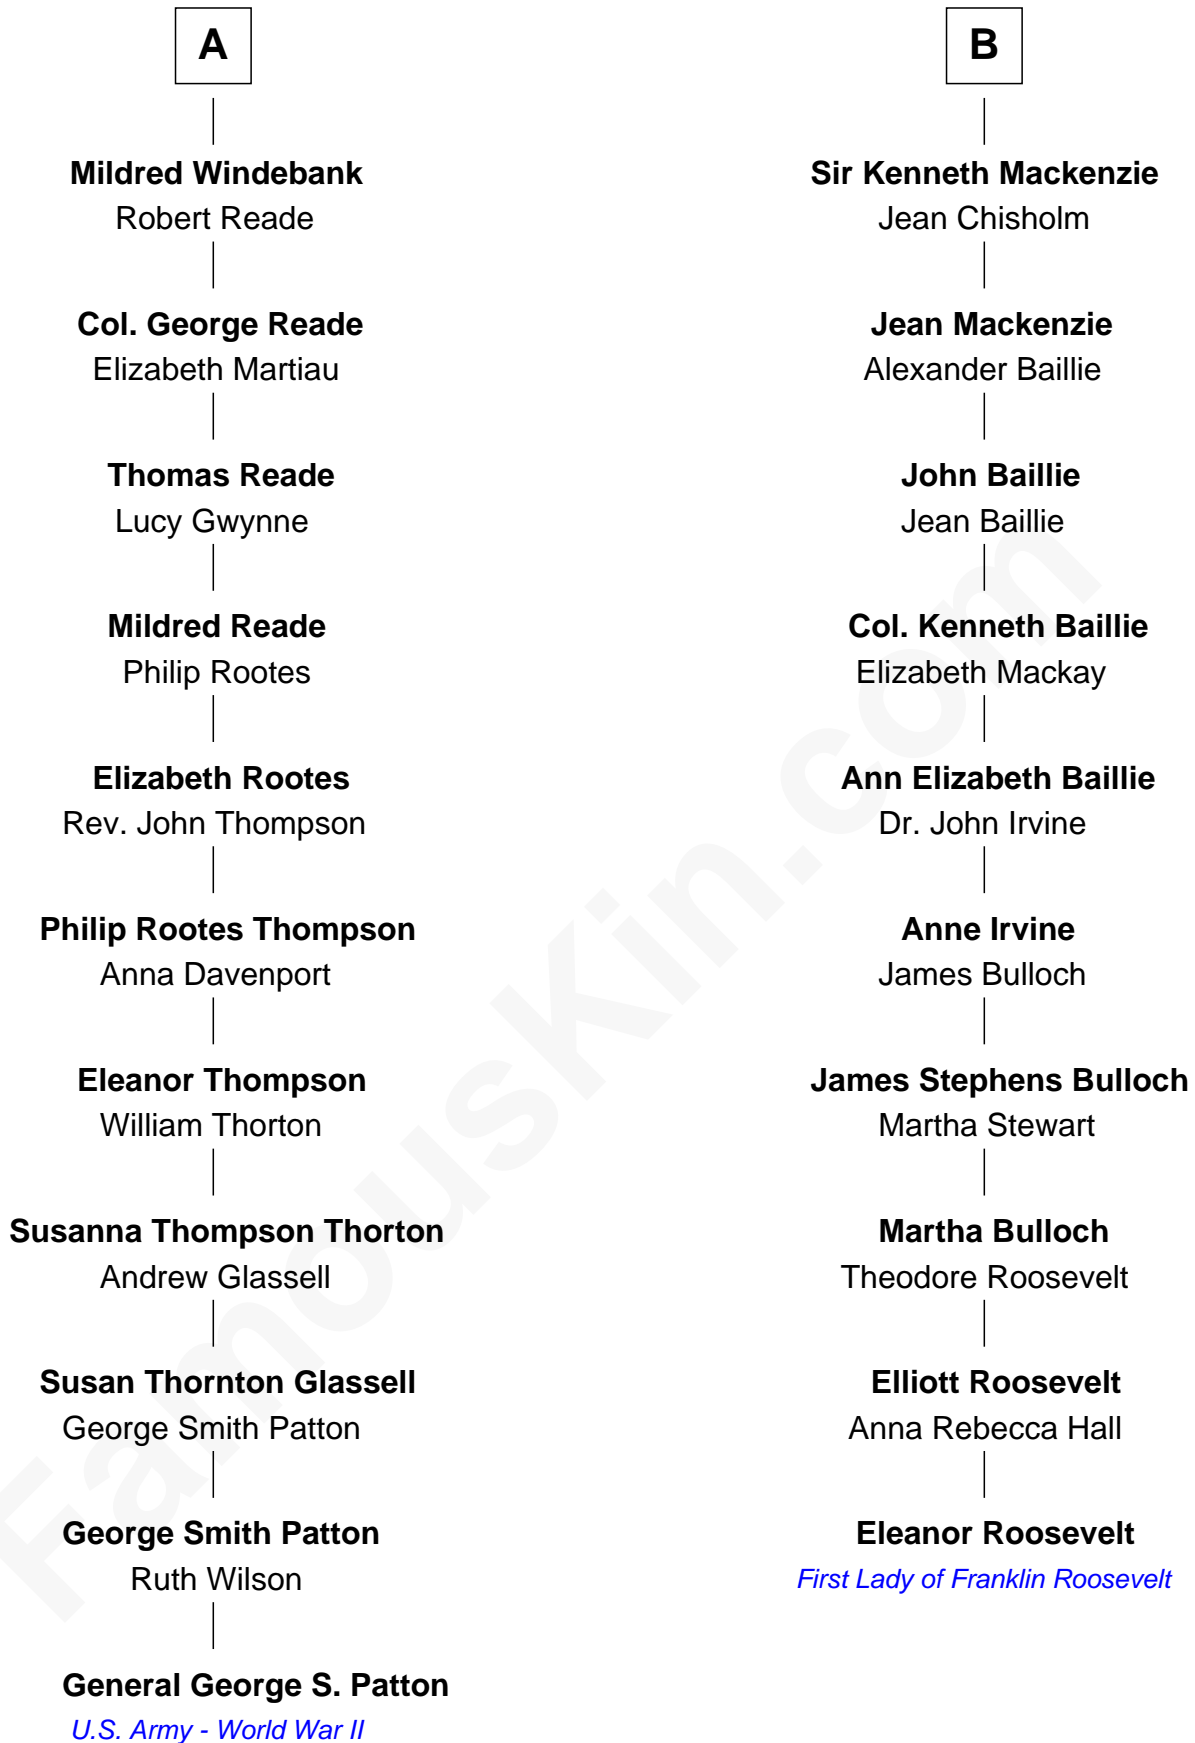 A
Mildred Windebank
Robert Reade
Col. George Reade
Elizabeth Martiau
Thomas Reade
Lucy Gwynne
Mildred Reade
Philip Rootes
Elizabeth Rootes
Rev. John Thompson
Philip Rootes Thompson
Anna Davenport
Eleanor Thompson
William Thorton
Susanna Thompson Thorton
Andrew Glassell
Susan Thornton Glassell
George Smith Patton
George Smith Patton
Ruth Wilson
General George S. Patton
U.S. Army - World War II
B
Sir Kenneth Mackenzie
Jean Chisholm
Jean Mackenzie
Alexander Baillie
John Baillie
Jean Baillie
Col. Kenneth Baillie
Elizabeth Mackay
Ann Elizabeth Baillie
Dr. John Irvine
Anne Irvine
James Bulloch
James Stephens Bulloch
Martha Stewart
Martha Bulloch
Theodore Roosevelt
Elliott Roosevelt
Anna Rebecca Hall
Eleanor Roosevelt
First Lady of Franklin Roosevelt
FamousKin.com